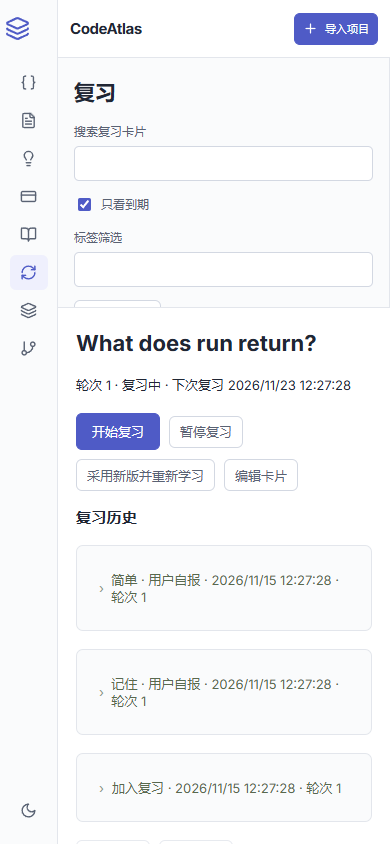 CodeAtlas
导入项目
复习
搜索复习卡片
只看到期
标签筛选
What does run return?
轮次 1 · 复习中 · 下次复习 2026/11/23 12:27:28
开始复习
暂停复习
采用新版并重新学习
编辑卡片
复习历史
简单 · 用户自报 · 2026/11/15 12:27:28 ·
轮次 1
记住 · 用户自报 · 2026/11/15 12:27:28 ·
轮次 1
加入复习 · 2026/11/15 12:27:28 · 轮次 1